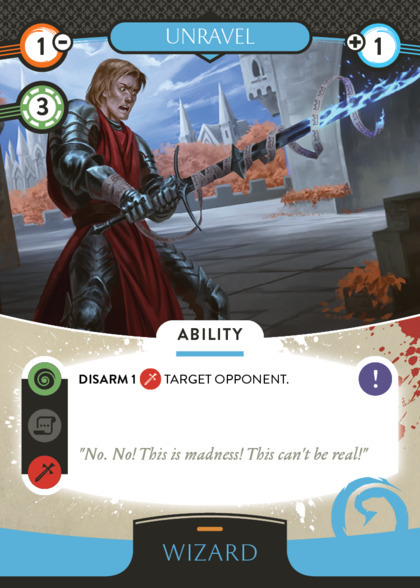 1 -
UNRAVEL
+ 1
3
ABILITY
DISARM 1 TARGET OPPONENT.
!
"No. No! This is madness! This can't be real!"
WIZARD